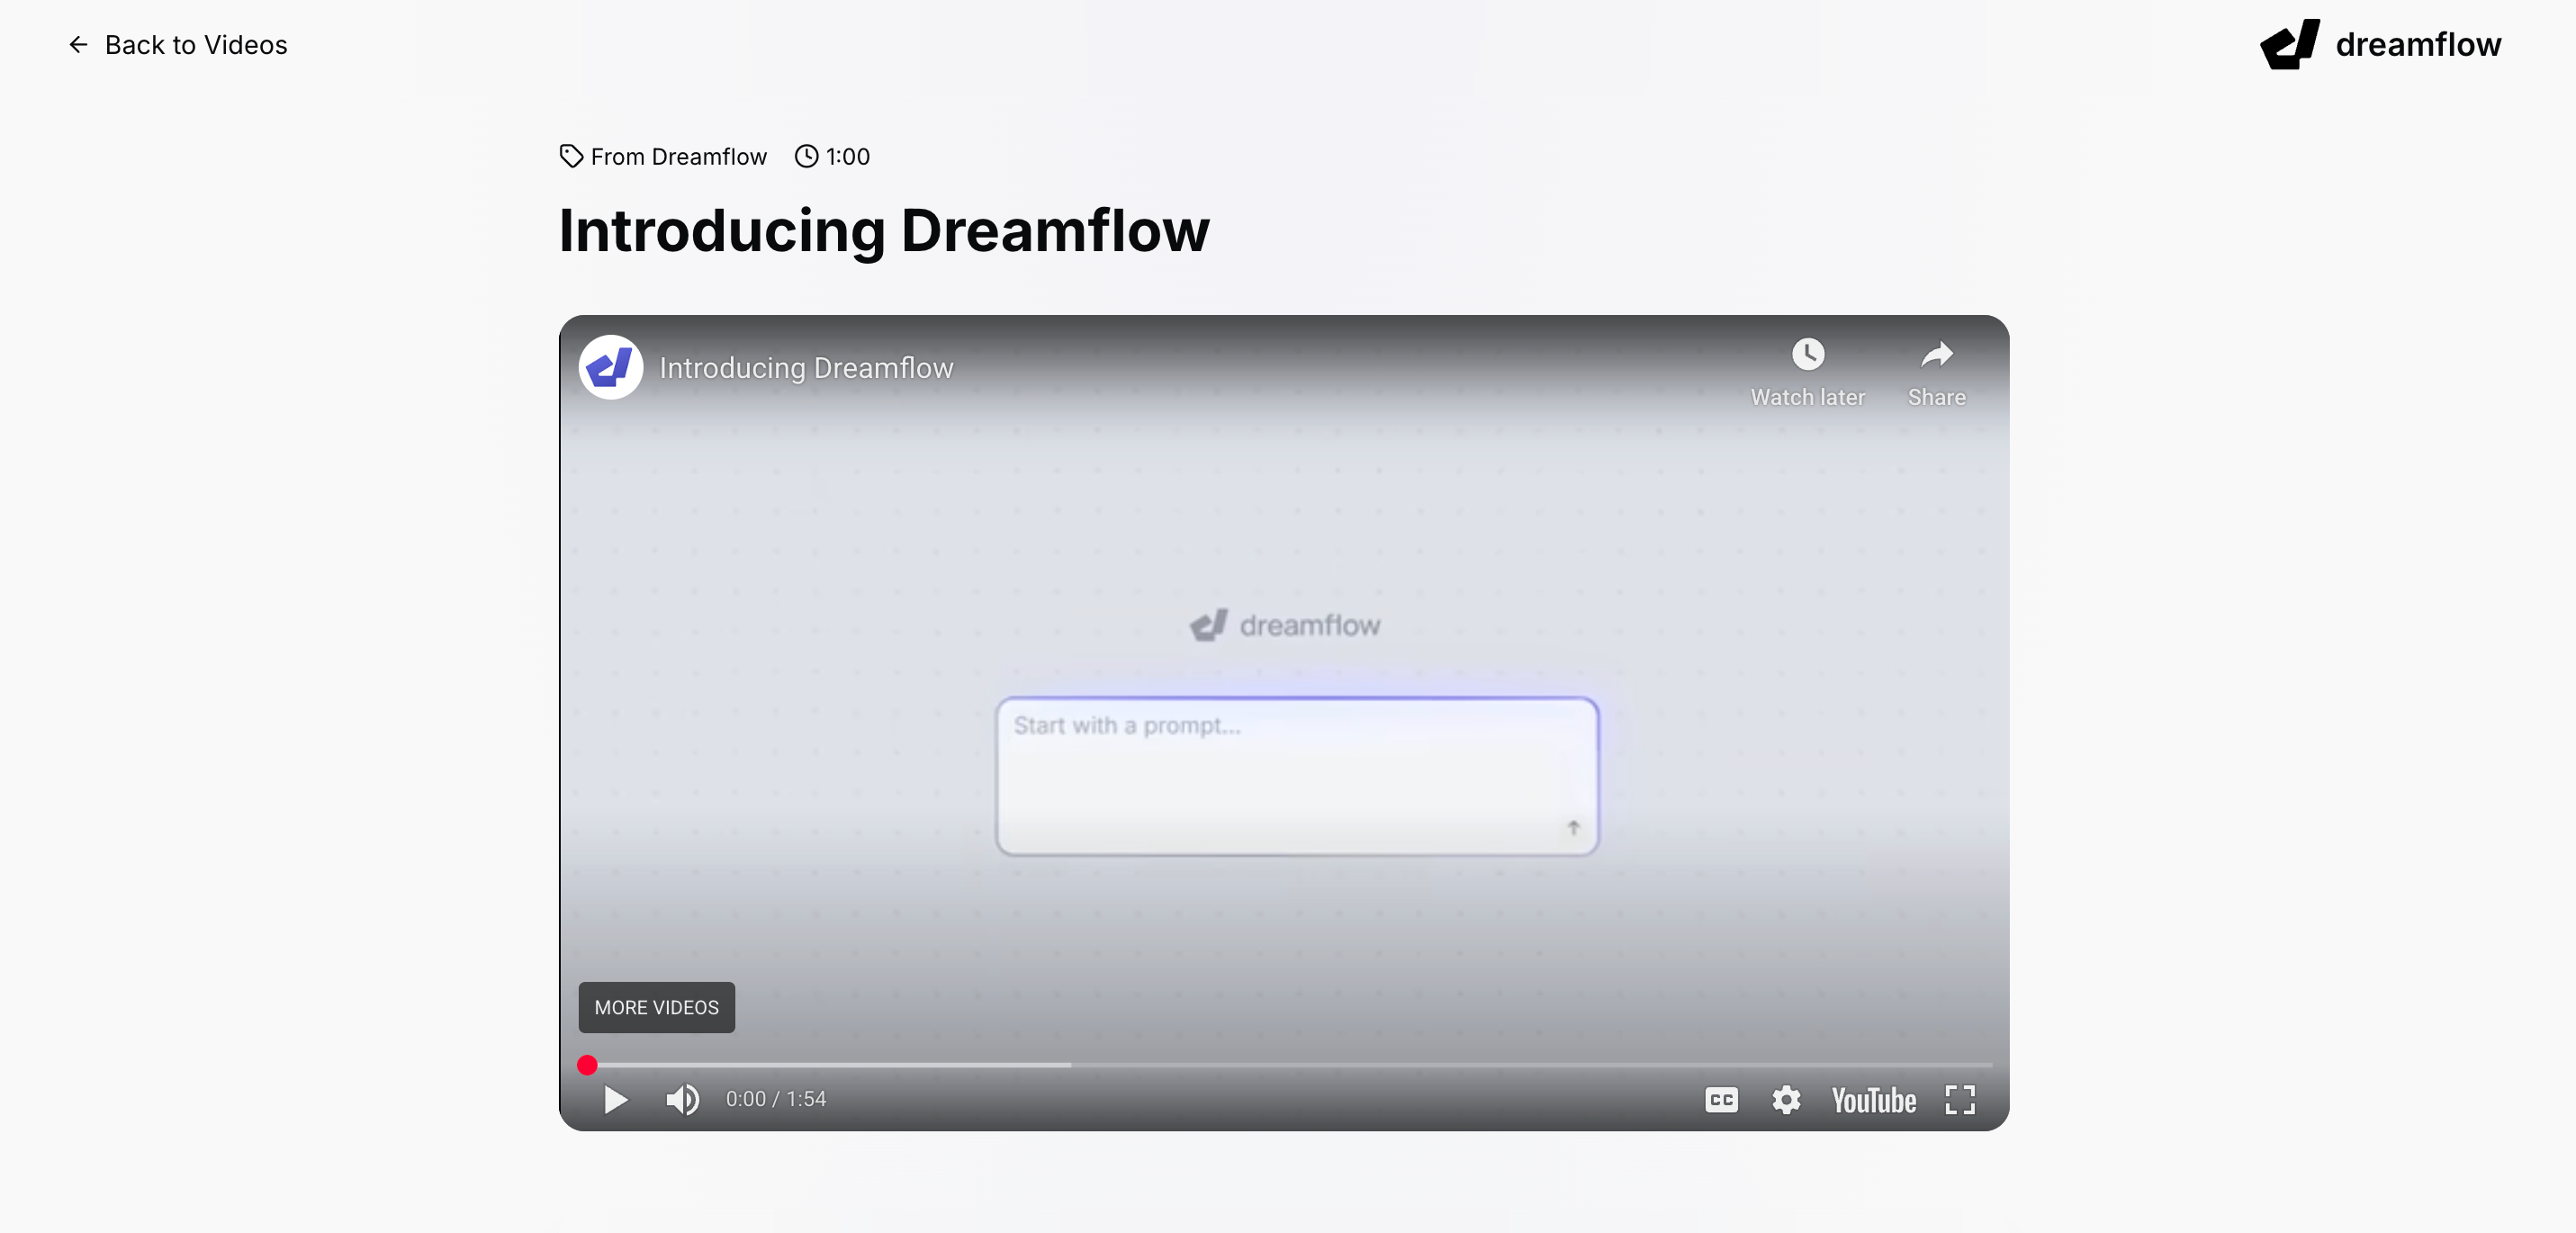 Back to Videos
dreamflow
From Dreamflow 1:00
Introducing Dreamflow
Introducing Dreamflow
Watch later Share
dreamflow
Start with a prompt...
MORE VIDEOS
0:00 / 1:54 CC YouTube